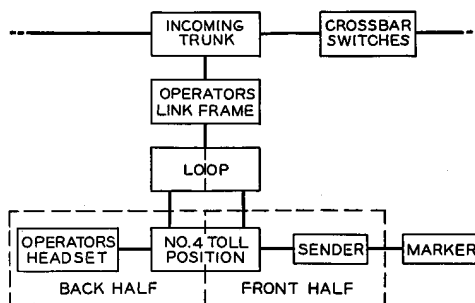 INCOMING
TRUNK
CROSSBAR
SWITCHES
OPERATORS
LINK FRAME
LOOP
OPERATORS
HEADSET
NO.4 TOLL
POSITION
SENDER
MARKER
BACK HALF
FRONT HALF